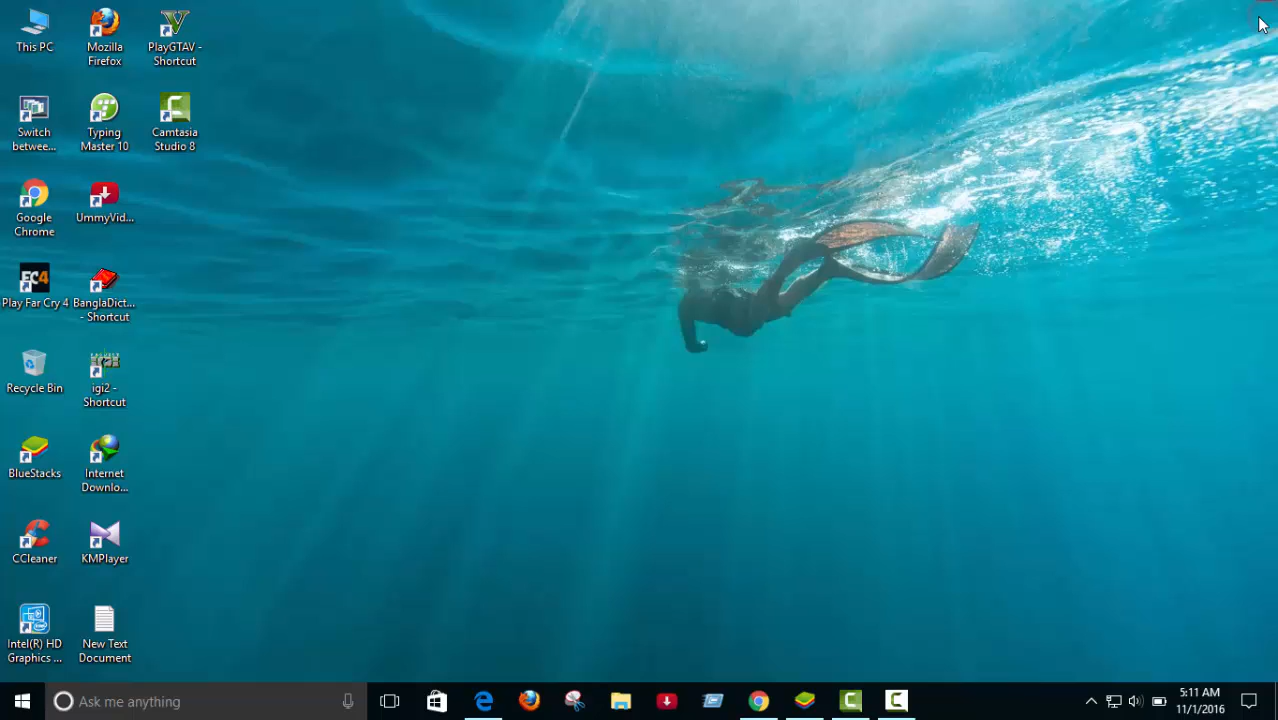 This PC
Mozilla
Firefox
PlayGTAV -
Shortcut
Switch
betwee...
Typing
Master 10
Camtasia
Studio 8
Google
Chrome
UmmyVid...
FC4
Play Far Cry 4
BanglaDict...
- Shortcut
Recycle Bin
igi2 -
Shortcut
BlueStacks
Internet
Downlo...
CCleaner
KMPlayer
Intel(R) HD
Graphics ...
New Text
Document
Ask me anything
5:11 AM
11/1/2016